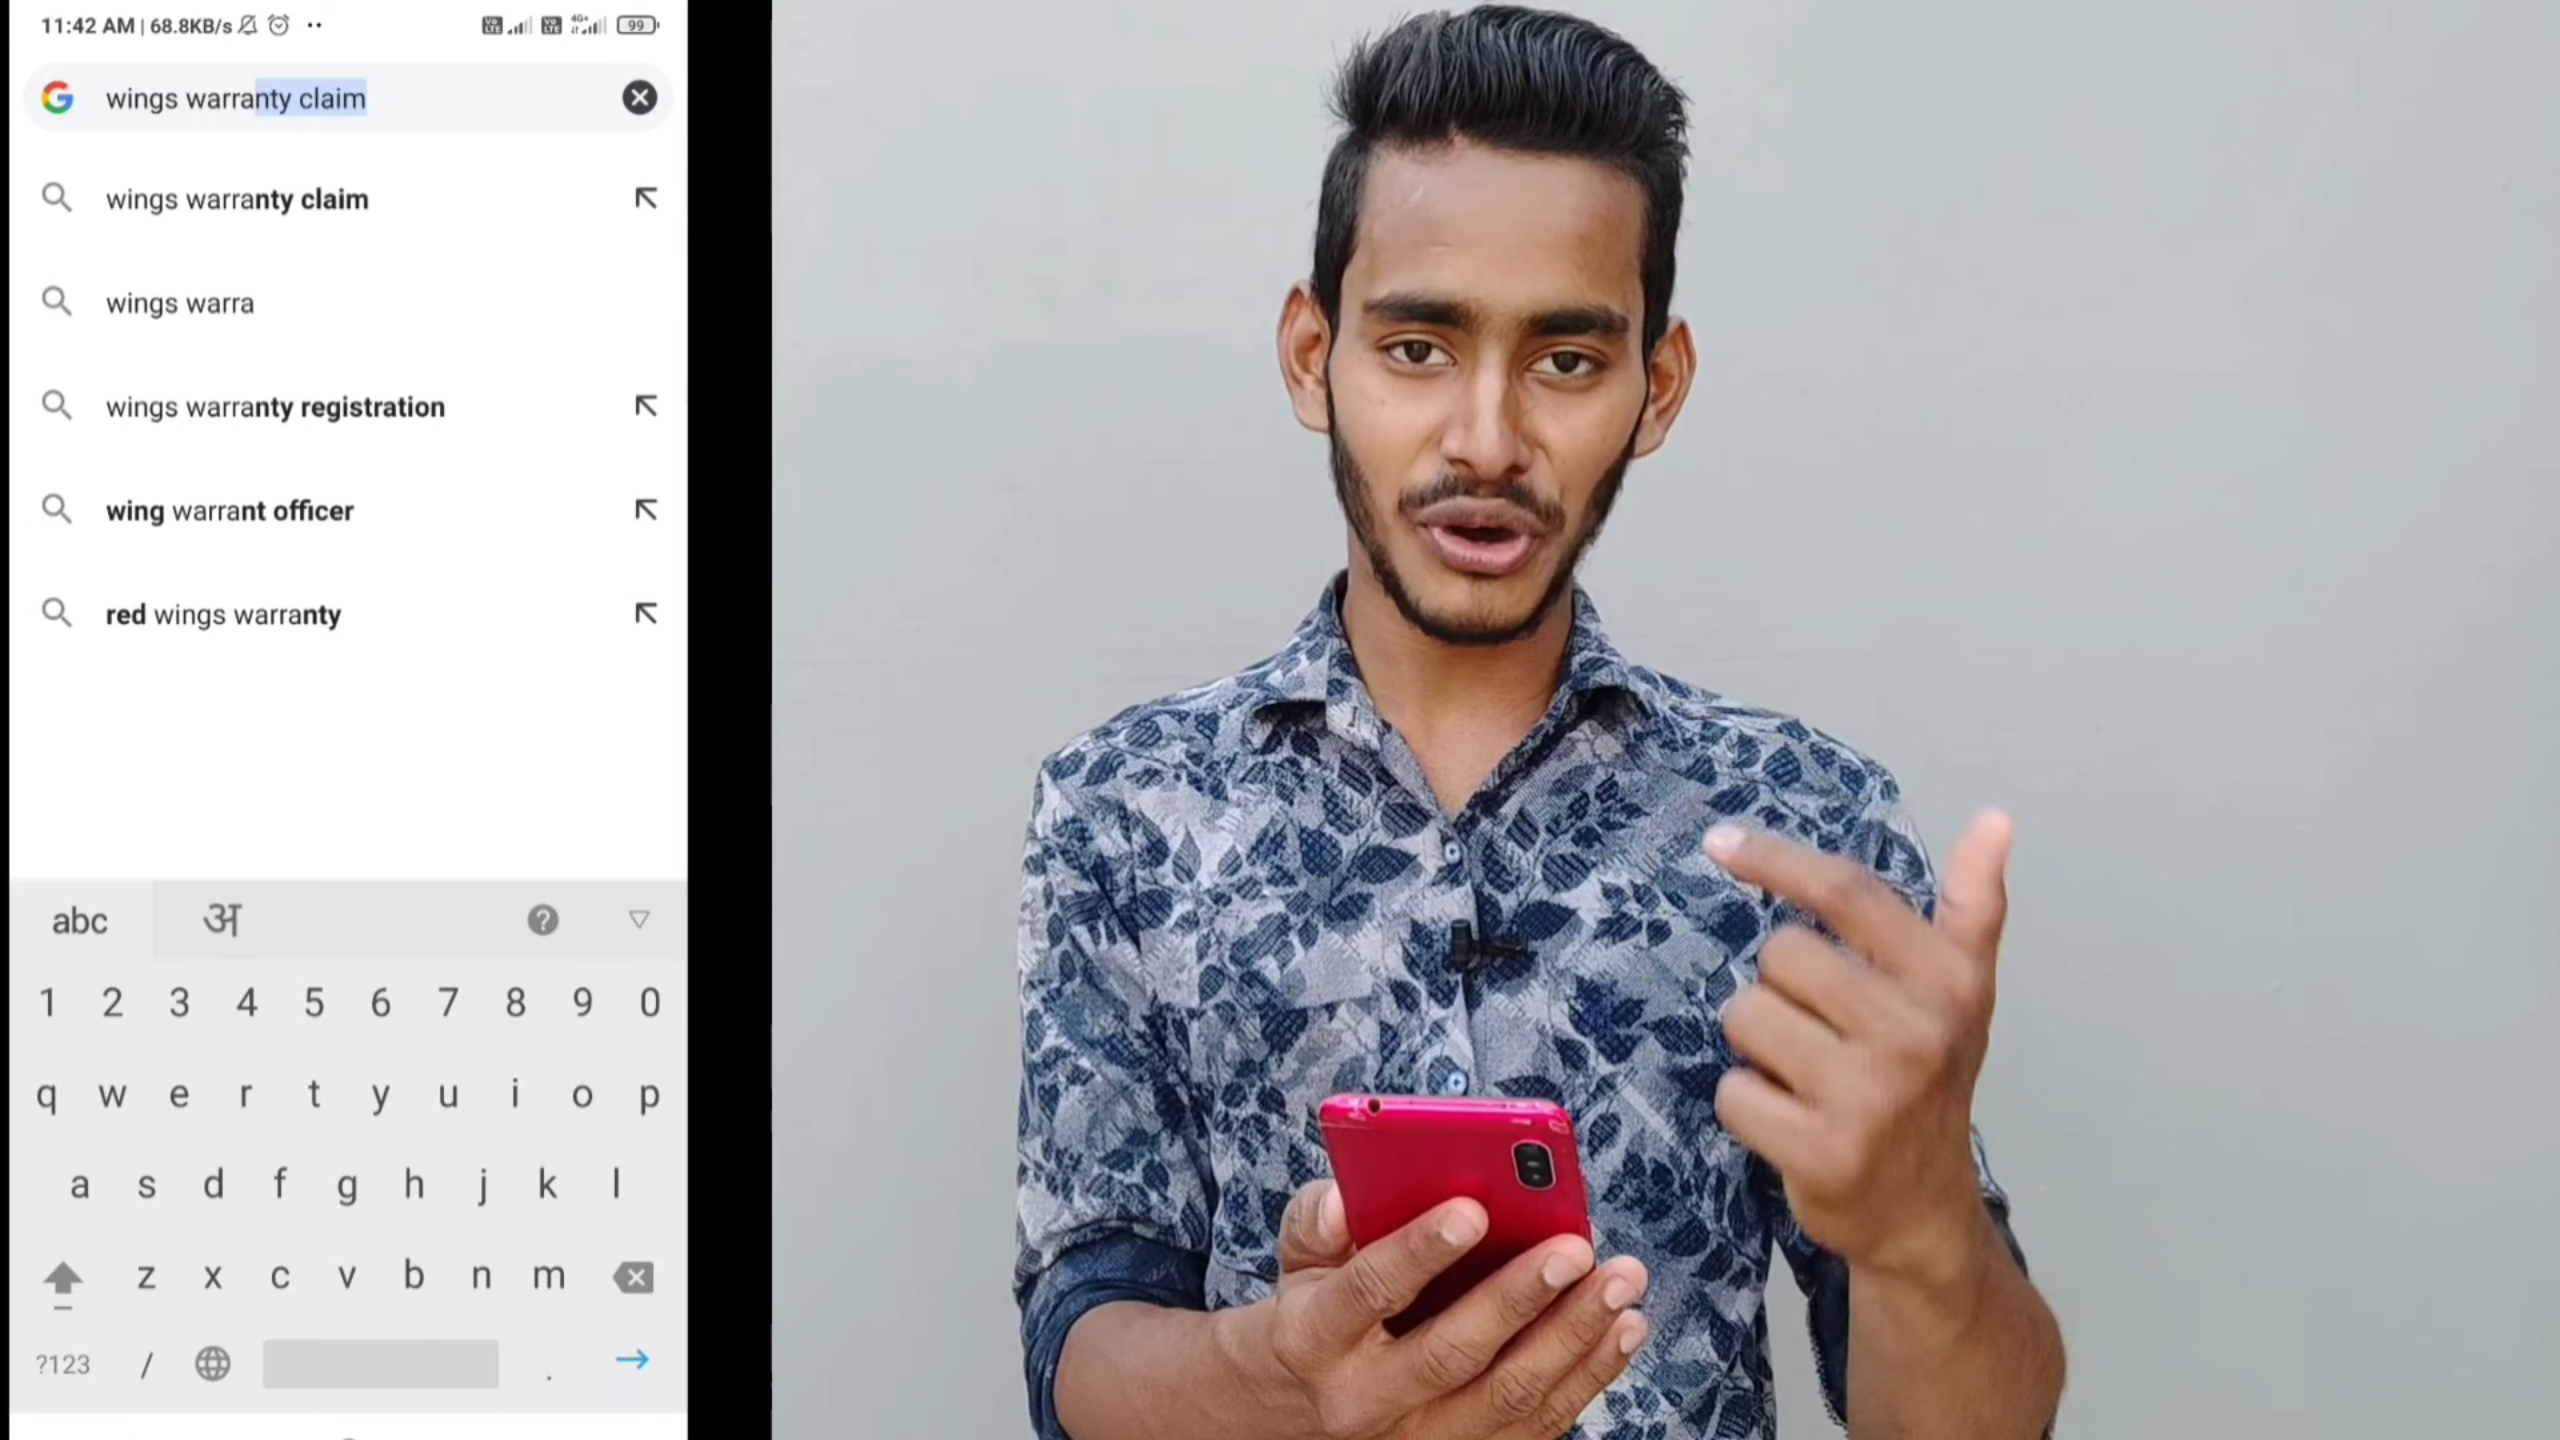 11:42 AM | 68.8KB/s
99
wings warranty claim
wings warranty claim
wings warra
wings warranty registration
wing warrant officer
red wings warranty
abc अ
1 2 3 4 5 6 7 8 9 0
q w e r t y u i o p
a s d f g h j k l
z x c v b n m
?123 / .